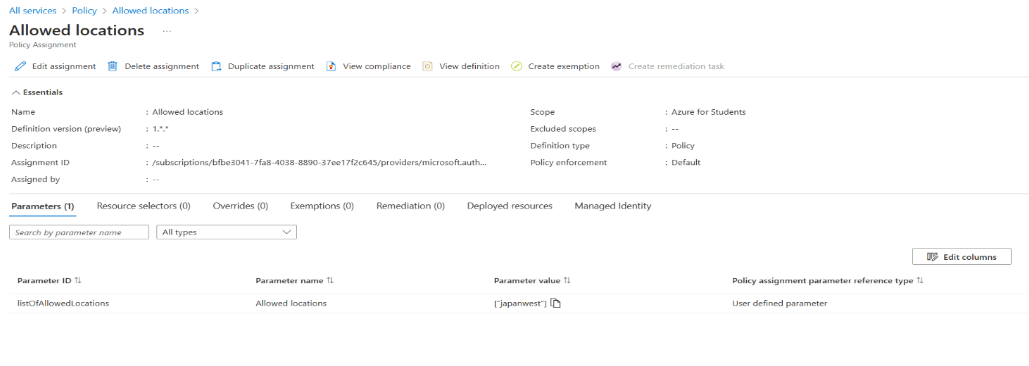 All services > Policy > Allowed locations >
Allowed locations ...
Policy Assignment
Edit assignment Delete assignment Duplicate assignment View compliance View definition Create exemption Create remediation task
Essentials
Name : Allowed locations Scope : Azure for Students
Definition version (preview) : 1.*.* Excluded scopes : --
Description : -- Definition type : Policy
Assignment ID : /subscriptions/bfbe3041-7fa8-4038-8890-37ee17f2c645/providers/microsoft.auth... Policy enforcement : Default
Assigned by : --
Parameters (1) Resource selectors (0) Overrides (0) Exemptions (0) Remediation (0) Deployed resources Managed Identity
Search by parameter name All types
Edit columns
Parameter ID ↑↓ Parameter name ↑↓ Parameter value ↑↓ Policy assignment parameter reference type ↑↓
listOfAllowedLocations Allowed locations ["japanwest"] User defined parameter